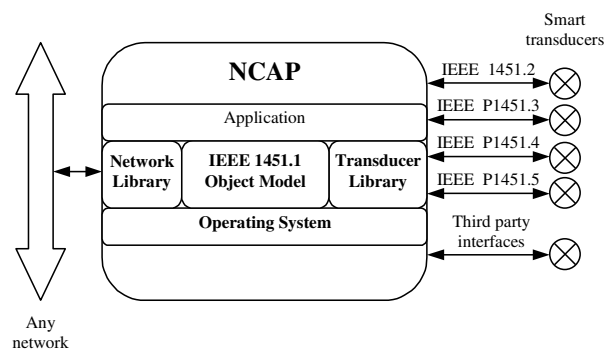 Smart
transducers
NCAP
IEEE 1451.2
Application
IEEE P1451.3
Network
Library
IEEE 1451.1
Object Model
Transducer
Library
IEEE P1451.4
IEEE P1451.5
Operating System
Third party
interfaces
Any
network